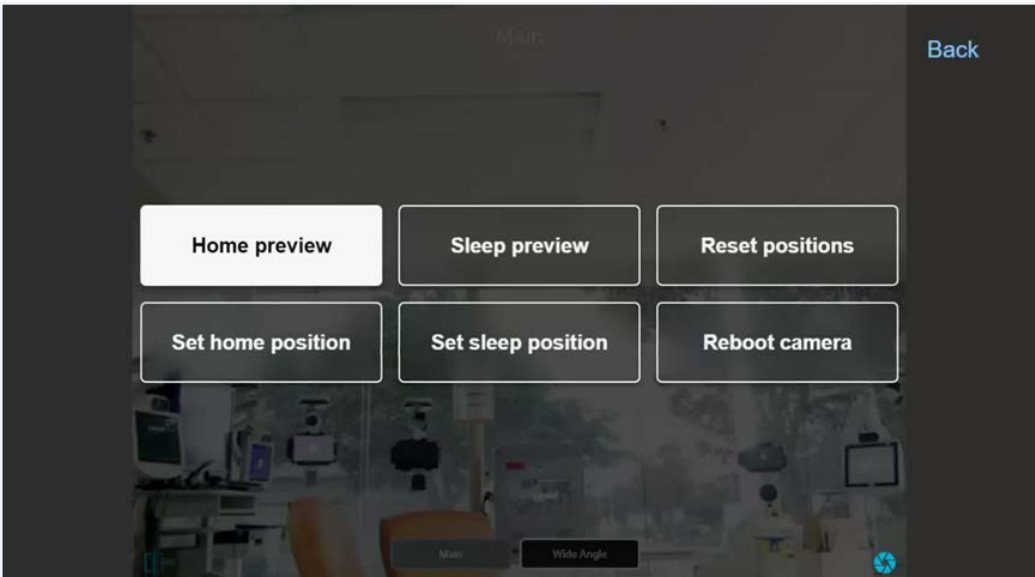 Main
Back
Home preview
Sleep preview
Reset positions
Set home position
Set sleep position
Reboot camera
Main
Wide Angle